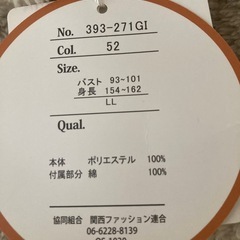 No. 393-271GI
Col. 52
Size.
バスト 93~101
身長 154~162
LL
Qual.
本体 ポリエステル 100%
付属部分 綿 100%
協同組合 関西ファッション連合
06-6228-8139